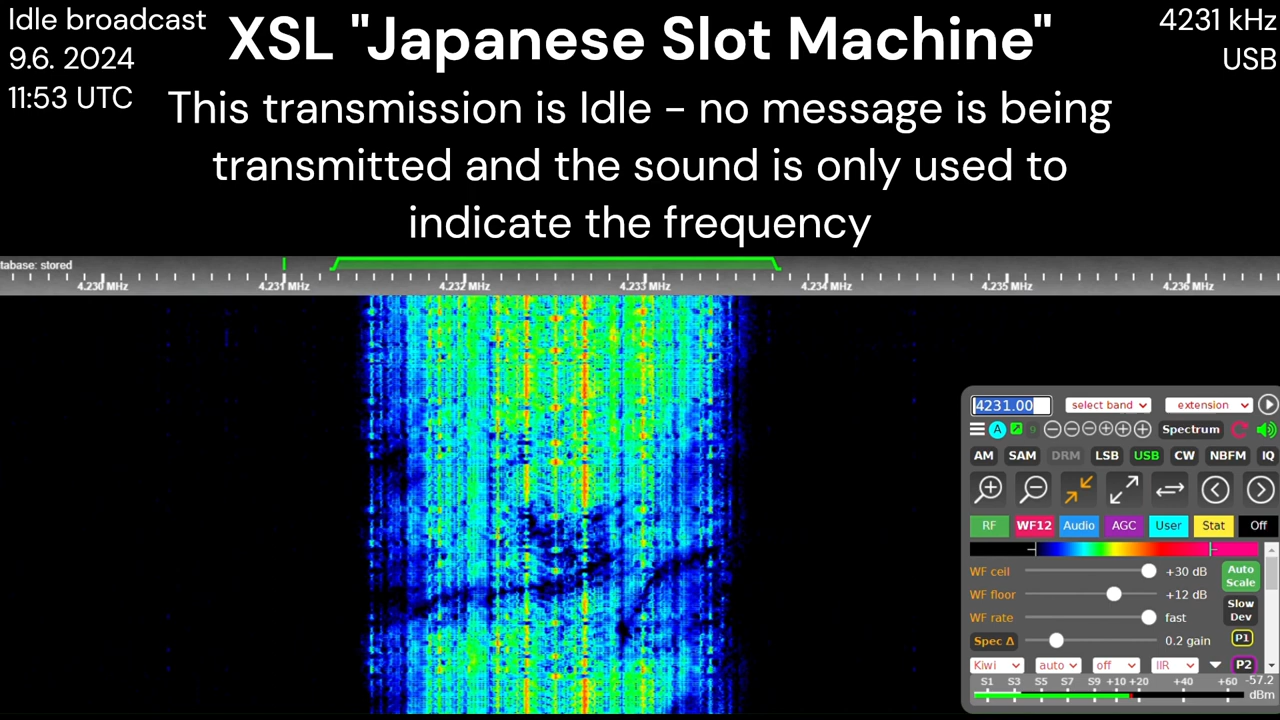 Idle broadcast
9.6. 2024
11:53 UTC
XSL "Japanese Slot Machine"
4231 kHz
USB
This transmission is Idle - no message is being
transmitted and the sound is only used to
indicate the frequency
tabase: stored
4.230 MHz 4.231 MHz 4.232 MHz 4.233 MHz 4.234 MHz 4.235 MHz 4.236 MHz
4231.00 select band extension
A 9 Spectrum
AM SAM DRM LSB USB CW NBFM IQ
RF WF12 Audio AGC User Stat Off
WF ceil +30 dB Auto Scale
WF floor +12 dB
WF rate fast Slow Dev
Spec Δ 0.2 gain P1
Kiwi auto off IIR P2
S1 S3 S5 S7 S9 +10 +20 +40 +60 -57.2
dBm